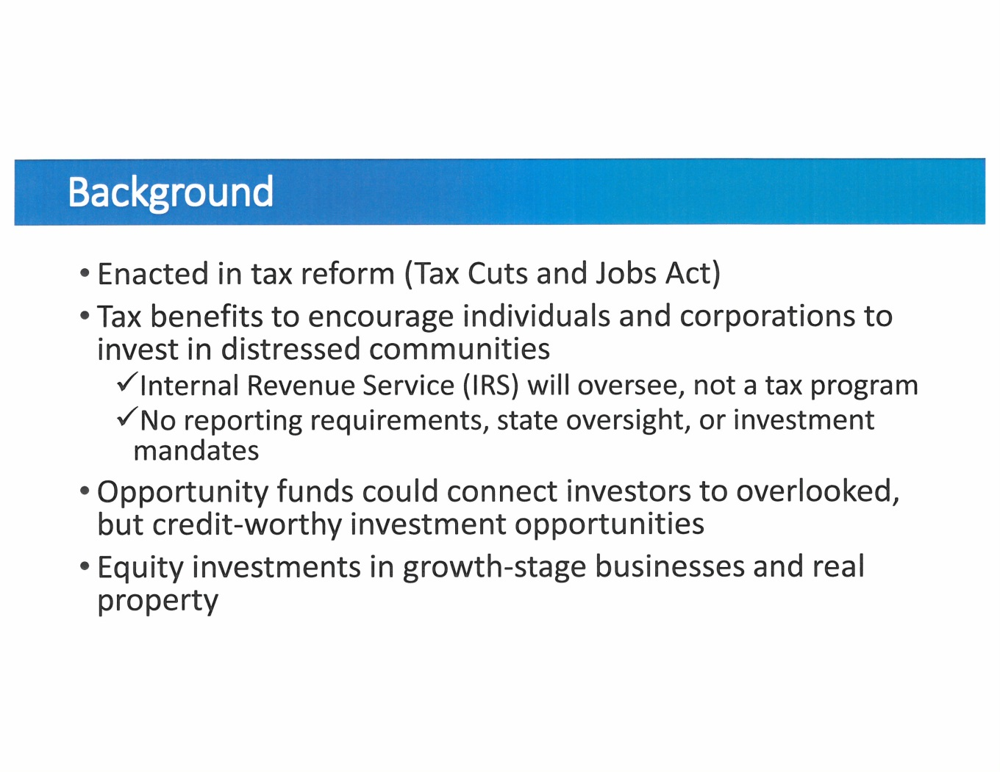 Background
• Enacted in tax reform (Tax Cuts and Jobs Act)
• Tax benefits to encourage individuals and corporations to
invest in distressed communities
✓Internal Revenue Service (IRS) will oversee, not a tax program
✓No reporting requirements, state oversight, or investment
mandates
• Opportunity funds could connect investors to overlooked,
but credit-worthy investment opportunities
• Equity investments in growth-stage businesses and real
property